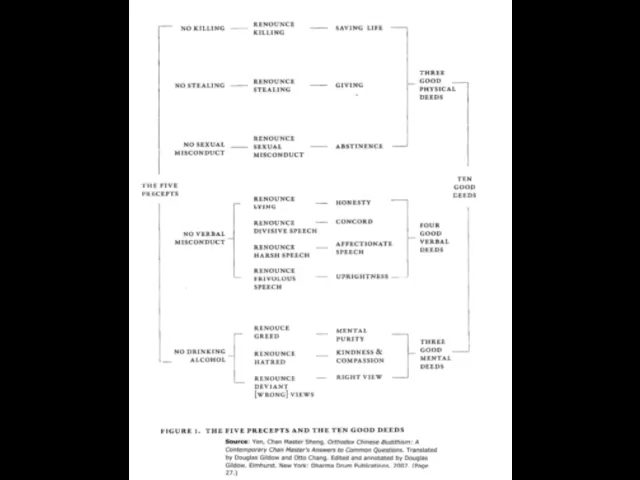 NO KILLING
RENOUNCE
KILLING
SAVING LIFE
NO STEALING
RENOUNCE
STEALING
GIVING
THREE
GOOD
PHYSICAL
DEEDS
NO SEXUAL
MISCONDUCT
RENOUNCE
SEXUAL
MISCONDUCT
ABSTINENCE
THE FIVE
PRECEPTS
TEN
GOOD
DEEDS
NO VERBAL
MISCONDUCT
RENOUNCE
LYING
HONESTY
RENOUNCE
DIVISIVE SPEECH
CONCORD
RENOUNCE
HARSH SPEECH
AFFECTIONATE
SPEECH
RENOUNCE
FRIVOLOUS
SPEECH
UPRIGHTNESS
FOUR
GOOD
VERBAL
DEEDS
NO DRINKING
ALCOHOL
RENOUCE
GREED
MENTAL
PURITY
RENOUNCE
HATRED
KINDNESS &
COMPASSION
RENOUNCE
DEVIANT
[WRONG] VIEWS
RIGHT VIEW
THREE
GOOD
MENTAL
DEEDS
FIGURE 1. THE FIVE PRECEPTS AND THE TEN GOOD DEEDS
Source: Yen, Chan Master Sheng. Orthodox Chinese Buddhism: A
Contemporary Chan Master's Answers to Common Questions. Translated
by Douglas Gildow and Otto Chang. Edited and annotated by Douglas
Gildow. Elmhurst, New York: Dharma Drum Publications, 2007. (Page
27.)